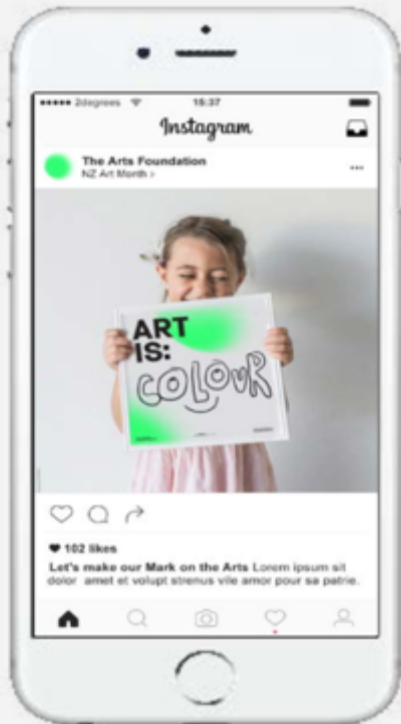 2degrees 15:37
Instagram
The Arts Foundation
NZ Art Month >
ART
IS:
COLOUR
102 likes
Let's make our Mark on the Arts Lorem ipsum sit
dolor amet et volupt strenus vile amor pour sa patrie.